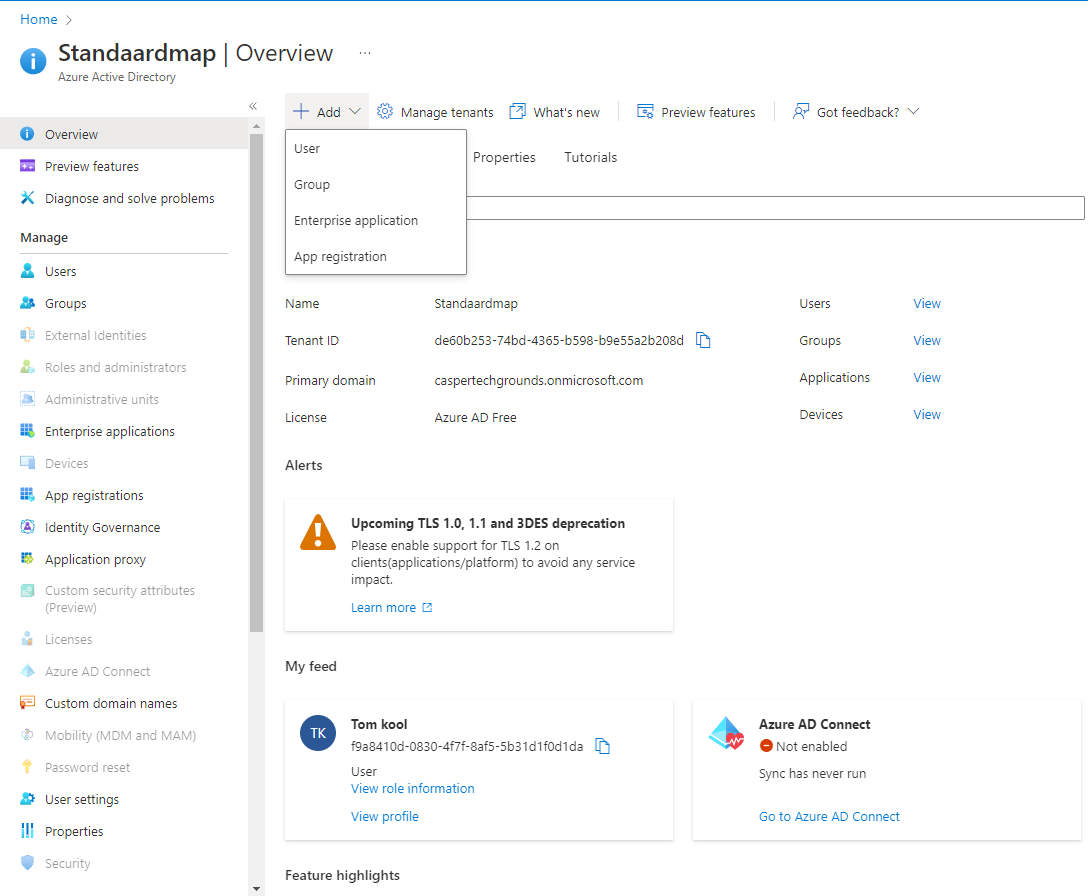 Home
Standaardmap | Overview ...
Azure Active Directory
Overview
Preview features
Diagnose and solve problems
Manage
Users
Groups
External Identities
Roles and administrators
Administrative units
Enterprise applications
Devices
App registrations
Identity Governance
Application proxy
Custom security attributes
(Preview)
Licenses
Azure AD Connect
Custom domain names
Mobility (MDM and MAM)
Password reset
User settings
Properties
Security
Add Manage tenants What's new Preview features Got feedback?
User
Group
Enterprise application
App registration
Properties Tutorials
Name Standaardmap Users View
Tenant ID de60b253-74bd-4365-b598-b9e55a2b208d Groups View
Primary domain caspertechgrounds.onmicrosoft.com Applications View
License Azure AD Free Devices View
Alerts
Upcoming TLS 1.0, 1.1 and 3DES deprecation
Please enable support for TLS 1.2 on
clients(applications/platform) to avoid any service
impact.
Learn more
My feed
TK
Tom kool
f9a8410d-0830-4f7f-8af5-5b31d1f0d1da
User
View role information
View profile
Azure AD Connect
Not enabled
Sync has never run
Go to Azure AD Connect
Feature highlights